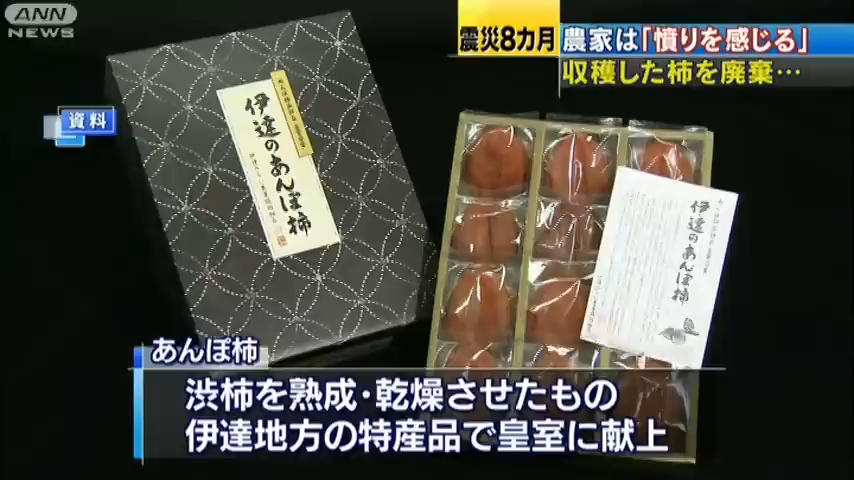 ANN
NEWS
震災8カ月
農家は「憤りを感じる」
収穫した柿を廃棄…
資料
伊達のあんぽ柿
伊達のあんぽ柿
あんぽ柿
渋柿を熟成・乾燥させたもの
伊達地方の特産品で皇室に献上